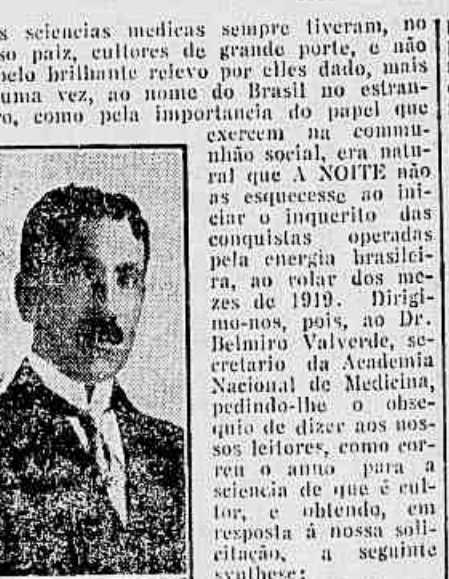 s sciencias medicas sempre tiveram, no
so paiz, cultores de grande porte, e não
pelo brilhante relevo por elles dado, mais
uma vez, ao nome do Brasil no estran-
ro, como pela importancia do papel que
exercem na commu-
nhão social, era natu-
ral que A NOITE não
as esquecesse ao ini-
ciar o inquerito das
conquistas operadas
pela energia brasilei-
ra, ao rolar dos me-
zes de 1919. Dirigi-
mo-nos, pois, ao Dr.
Belmiro Valverde, se-
cretario da Academia
Nacional de Medicina,
pedindo-lhe o obse-
quio de dizer aos nos-
sos leitores, como cor-
reu o anno para a
sciencia de que é cul-
tor, e obtendo, em
resposta á nossa soli-
citação, a seguinte
synthese: